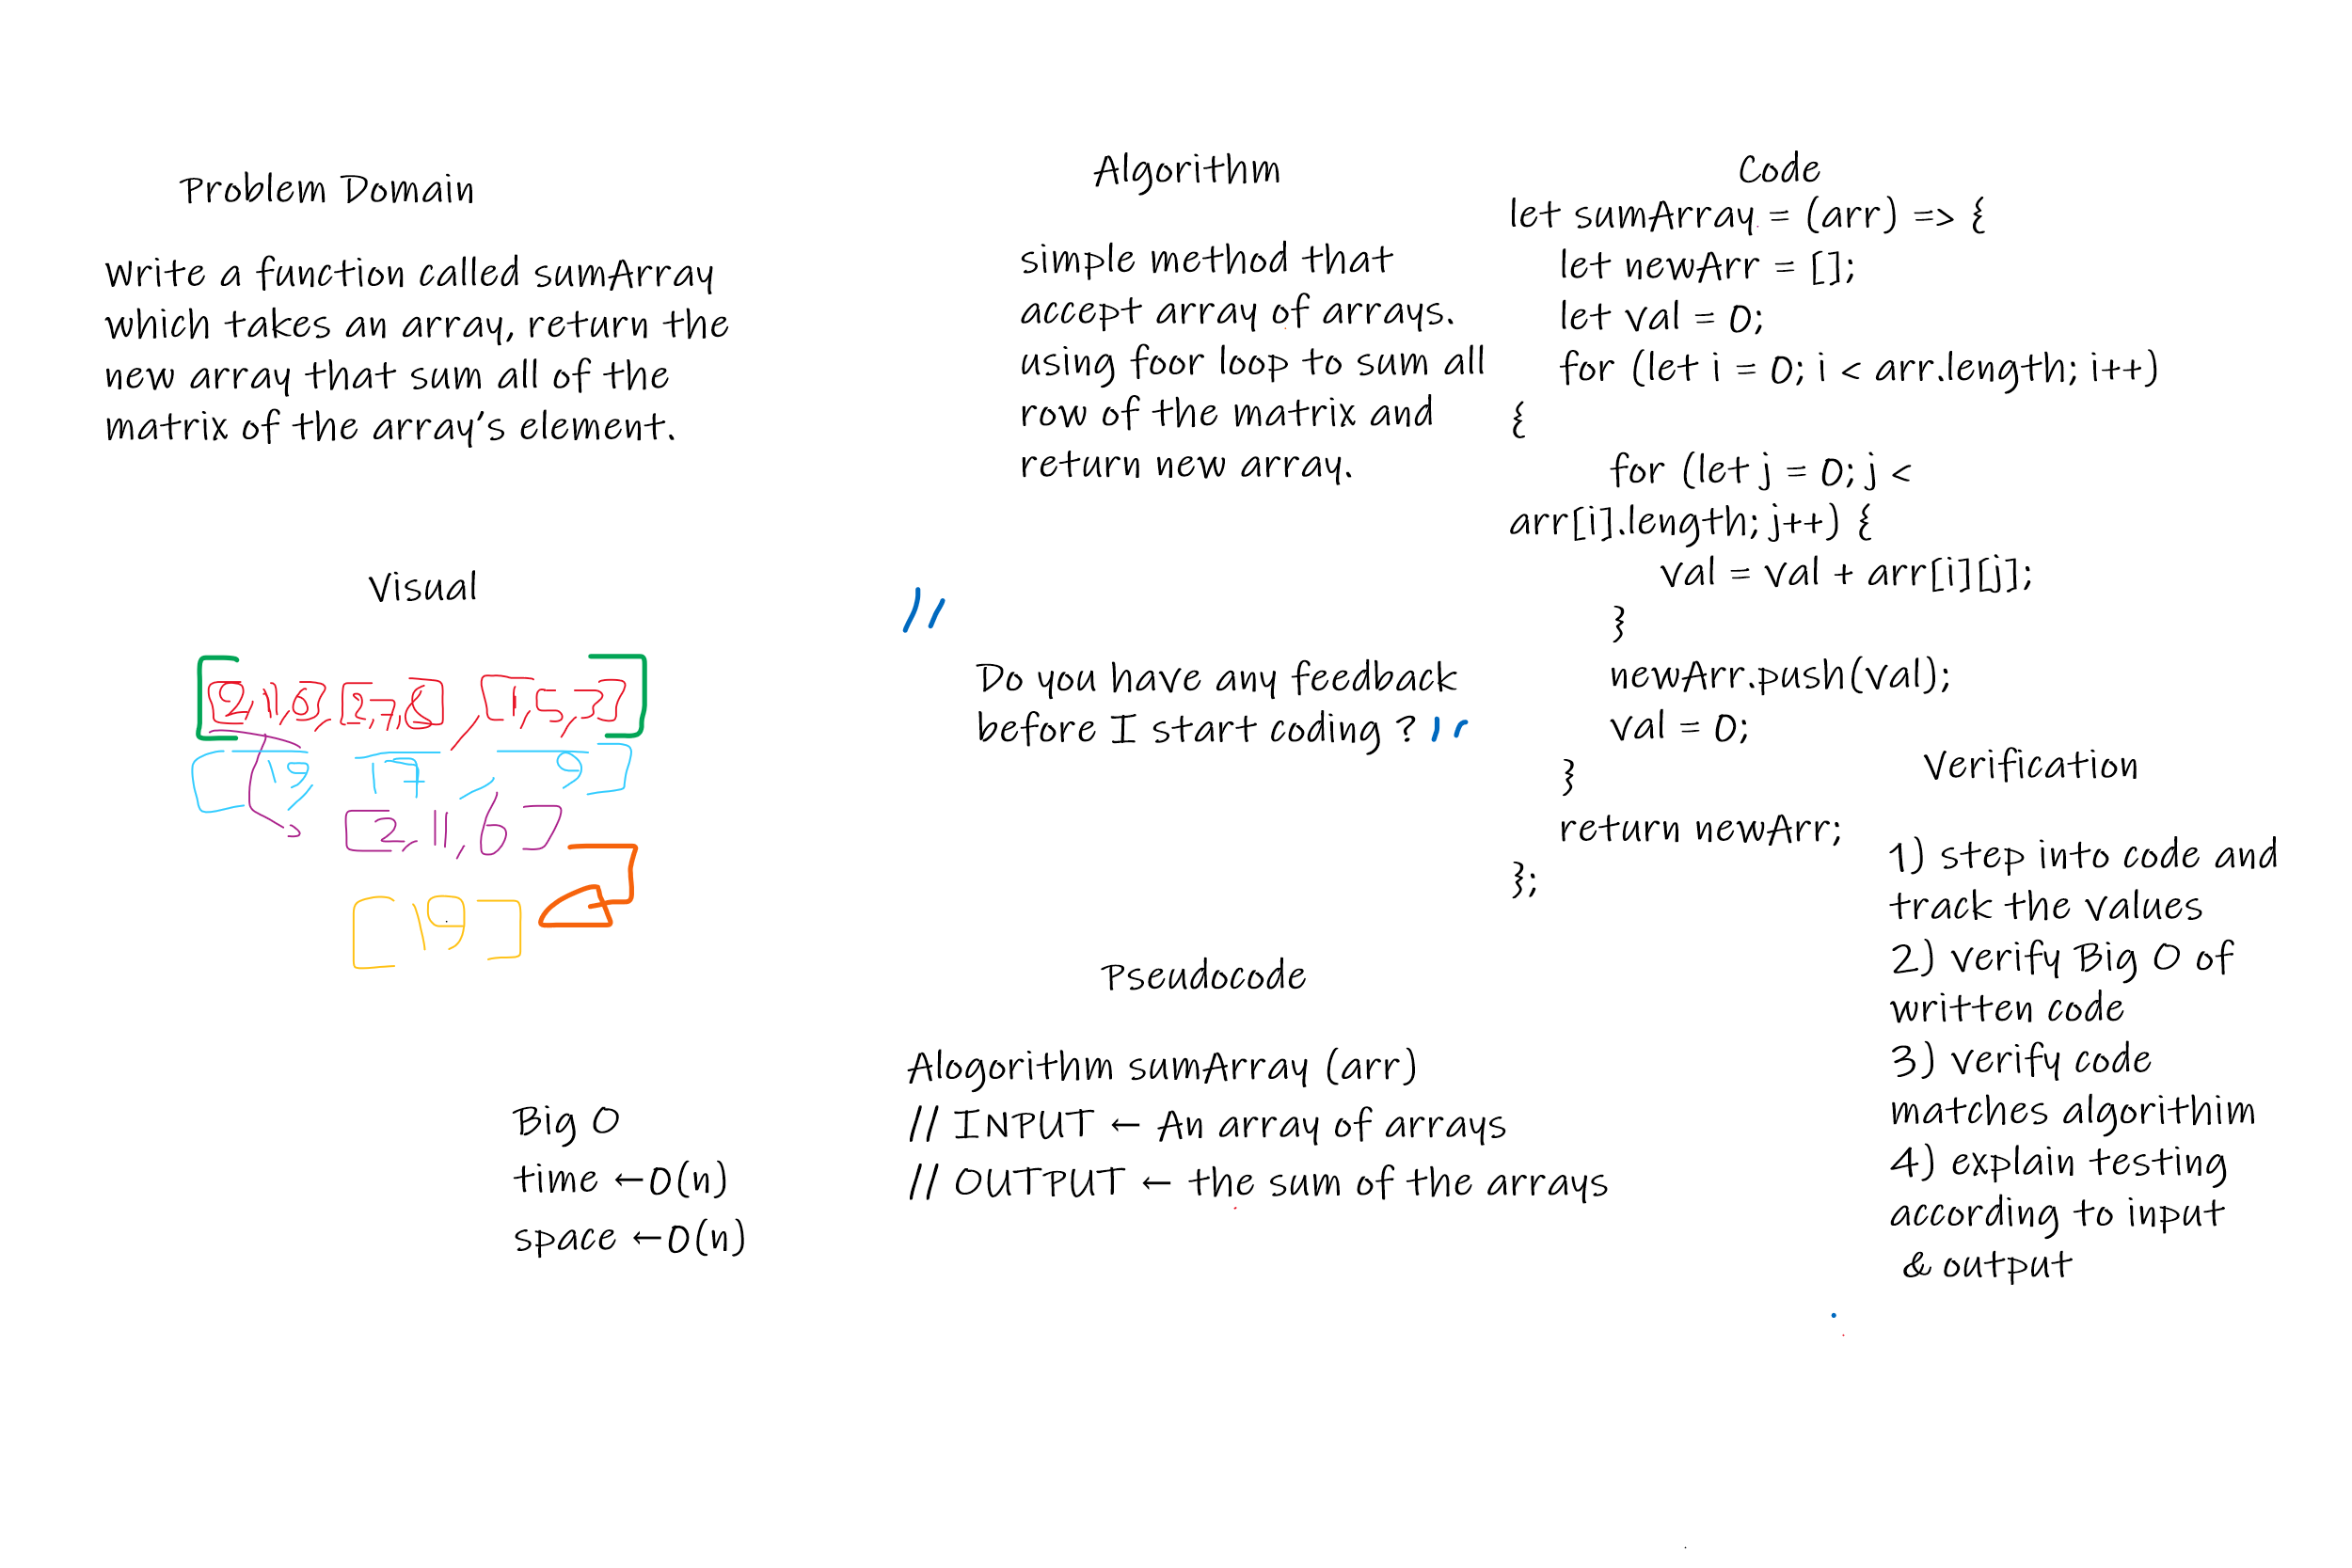 Problem Domain
Write a function called sumArray
which takes an array, return the
new array that sum all of the
matrix of the array's element.
Visual
[[2,11,6],[2,7,8],[1,5,3]]
[19, 17, 9]
[2,11,6]
[19]
Big O
time ←O(n)
space ←O(n)
Algorithm
simple method that
accept array of arrays.
using foor loop to sum all
row of the matrix and
return new array.
"
Do you have any feedback
before I start coding ? "
Pseudocode
Alogorithm sumArray (arr)
// INPUT ← An array of arrays
// OUTPUT ← the sum of the arrays
Code
let sumArray = (arr) => {
let newArr = [];
let val = 0;
for (let i = 0; i < arr.length; i++)
{
for (let j = 0; j <
arr[i].length; j++) {
val = val + arr[i][j];
}
newArr.push(val);
val = 0;
}
return newArr;
};
Verification
1) step into code and
track the values
2) verify Big O of
written code
3) verify code
matches algorithim
4) explain testing
according to input
& output